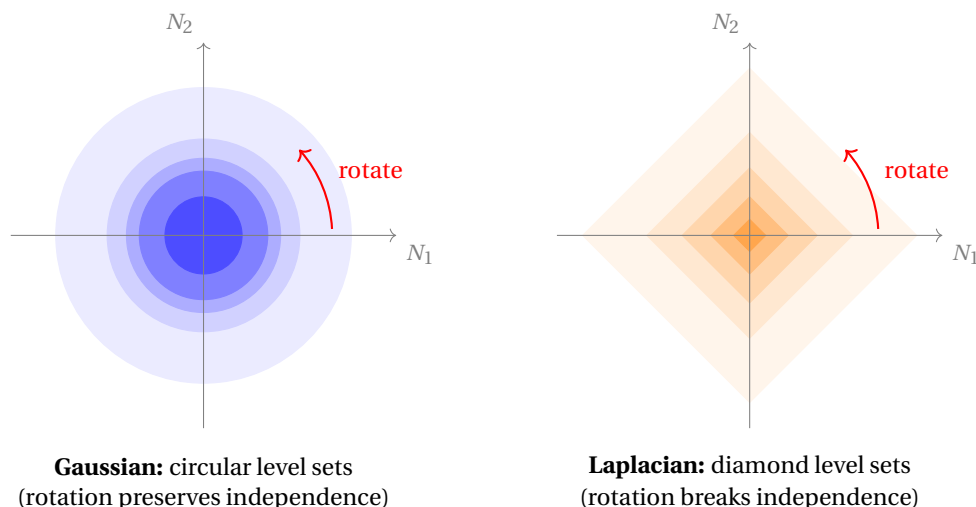 N₂
rotate
N₁
Gaussian: circular level sets
(rotation preserves independence)
N₂
rotate
N₁
Laplacian: diamond level sets
(rotation breaks independence)